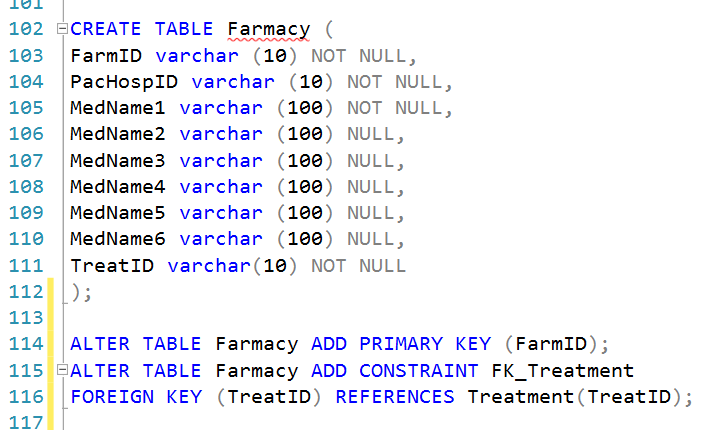 101
102 CREATE TABLE Farmacy (
103 FarmID varchar (10) NOT NULL,
104 PacHospID varchar (10) NOT NULL,
105 MedName1 varchar (100) NOT NULL,
106 MedName2 varchar (100) NULL,
107 MedName3 varchar (100) NULL,
108 MedName4 varchar (100) NULL,
109 MedName5 varchar (100) NULL,
110 MedName6 varchar (100) NULL,
111 TreatID varchar(10) NOT NULL
112 );
113
114 ALTER TABLE Farmacy ADD PRIMARY KEY (FarmID);
115 ALTER TABLE Farmacy ADD CONSTRAINT FK_Treatment
116 FOREIGN KEY (TreatID) REFERENCES Treatment(TreatID);
117